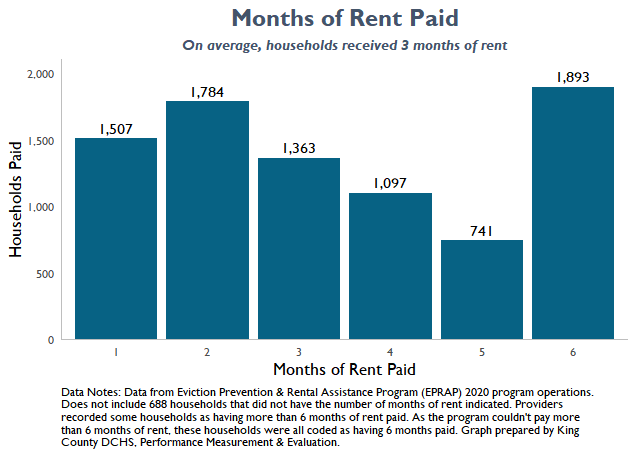 Months of Rent Paid
On average, households received 3 months of rent
Households Paid
2,000
1,500
1,000
500
0
1,507
1,784
1,363
1,097
741
1,893
1
2
3
4
5
6
Months of Rent Paid
Data Notes: Data from Eviction Prevention & Rental Assistance Program (EPRAP) 2020 program operations.
Does not include 688 households that did not have the number of months of rent indicated. Providers
recorded some households as having more than 6 months of rent paid. As the program couldn't pay more
than 6 months of rent, these households were all coded as having 6 months paid. Graph prepared by King
County DCHS, Performance Measurement & Evaluation.